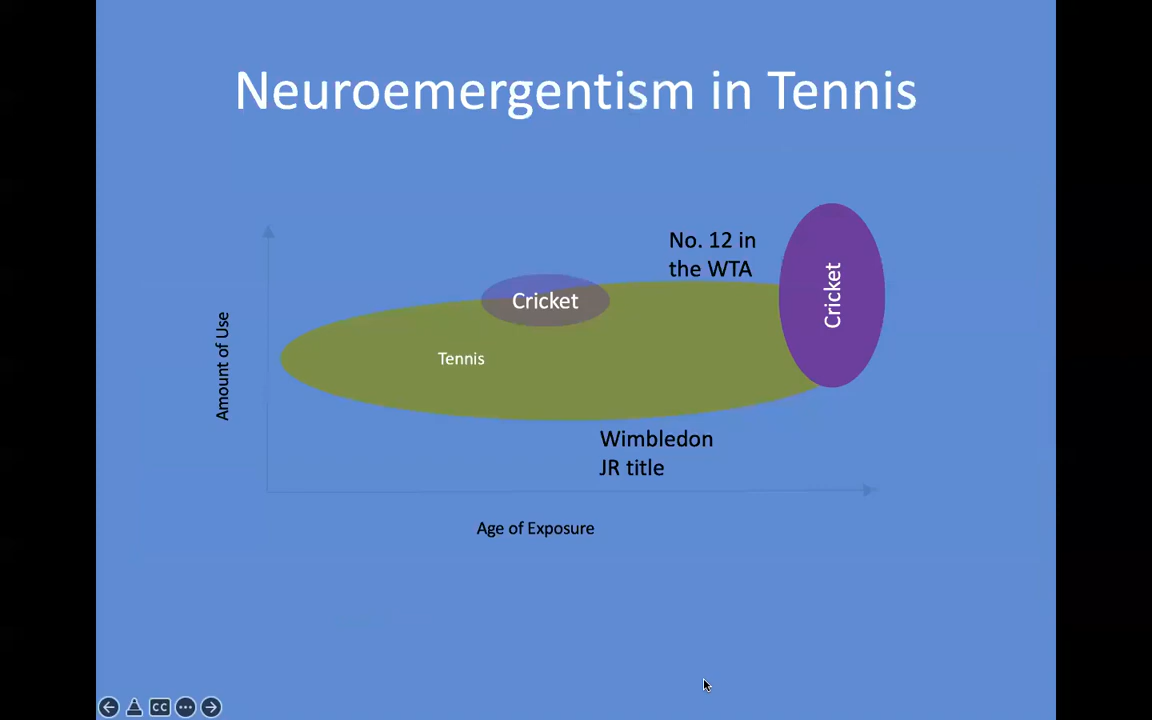 Neuroemergentism in Tennis
No. 12 in
the WTA
Cricket
Cricket
Tennis
Amount of Use
Wimbledon
JR title
Age of Exposure
CC